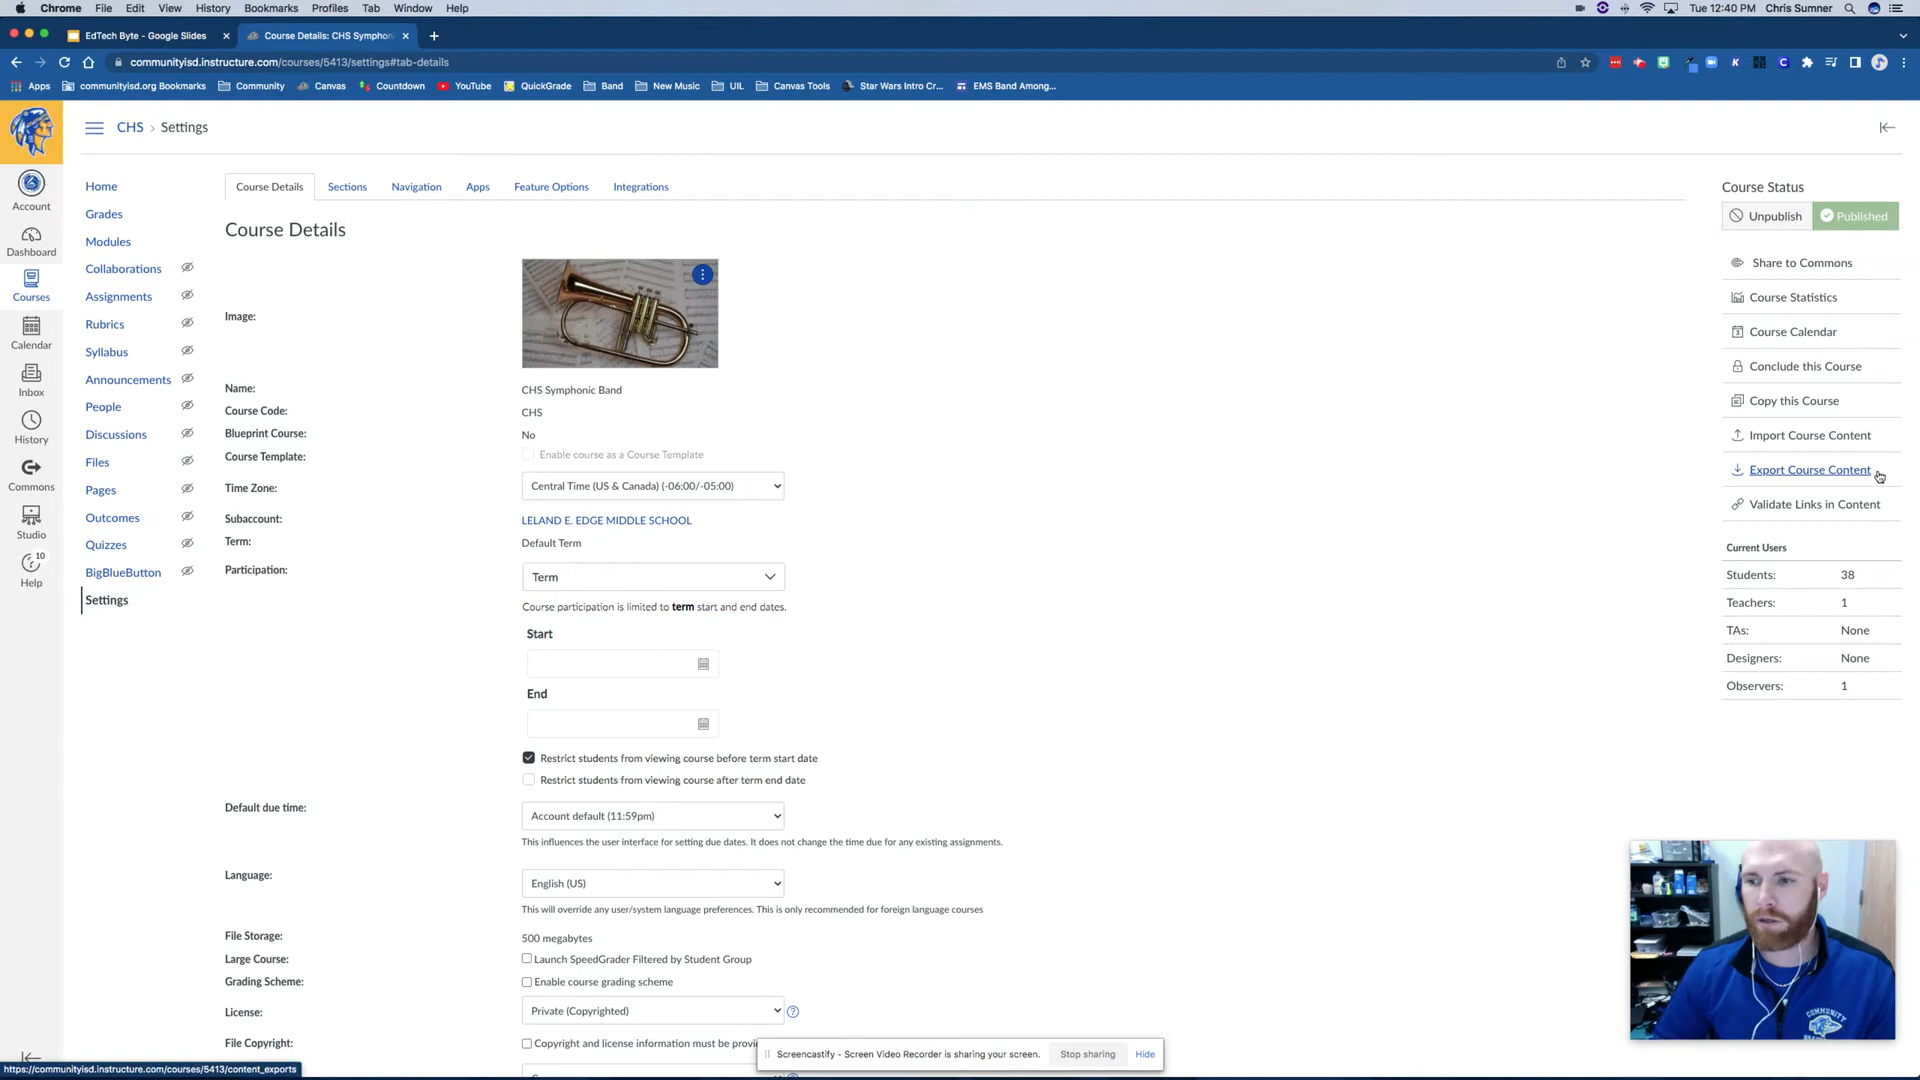 Chrome File Edit View History Bookmarks Profiles Tab Window Help
Tue 12:40 PM Chris Sumner
EdTech Byte - Google Slides
Course Details: CHS Symphon
communityisd.instructure.com/courses/5413/settings#tab-details
Apps communityisd.org Bookmarks Community Canvas Countdown YouTube QuickGrade Band New Music UIL Canvas Tools Star Wars Intro Cr... EMS Band Among...
CHS › Settings
Account
Dashboard
Courses
Calendar
Inbox
History
Commons
Studio
10
Help
Home
Grades
Modules
Collaborations
Assignments
Rubrics
Syllabus
Announcements
People
Discussions
Files
Pages
Outcomes
Quizzes
BigBlueButton
Settings
Course Details Sections Navigation Apps Feature Options Integrations
Course Details
Image:
Name: CHS Symphonic Band
Course Code: CHS
Blueprint Course: No
Course Template: Enable course as a Course Template
Time Zone: Central Time (US & Canada) (-06:00/-05:00)
Subaccount: LELAND E. EDGE MIDDLE SCHOOL
Term: Default Term
Participation: Term
Course participation is limited to term start and end dates.
Start
End
Restrict students from viewing course before term start date
Restrict students from viewing course after term end date
Default due time: Account default (11:59pm)
This influences the user interface for setting due dates. It does not change the time due for any existing assignments.
Language: English (US)
This will override any user/system language preferences. This is only recommended for foreign language courses
File Storage: 500 megabytes
Large Course: Launch SpeedGrader Filtered by Student Group
Grading Scheme: Enable course grading scheme
License: Private (Copyrighted)
File Copyright: Copyright and license information must be provi
Course Status
Unpublish Published
Share to Commons
Course Statistics
Course Calendar
Conclude this Course
Copy this Course
Import Course Content
Export Course Content
Validate Links in Content
Current Users
Students: 38
Teachers: 1
TAs: None
Designers: None
Observers: 1
COMMUNITY
Screencastify - Screen Video Recorder is sharing your screen. Stop sharing Hide
https://communityisd.instructure.com/courses/5413/content_exports